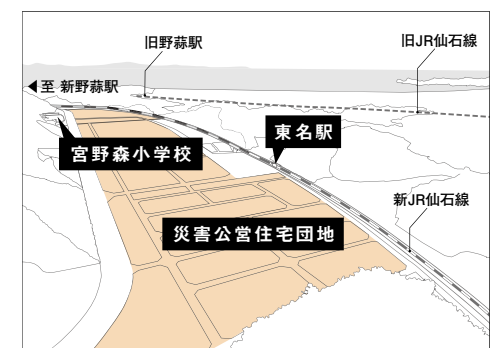 旧野蒜駅
旧JR仙石線
◀至 新野蒜駅
東名駅
宮野森小学校
新JR仙石線
災害公営住宅団地